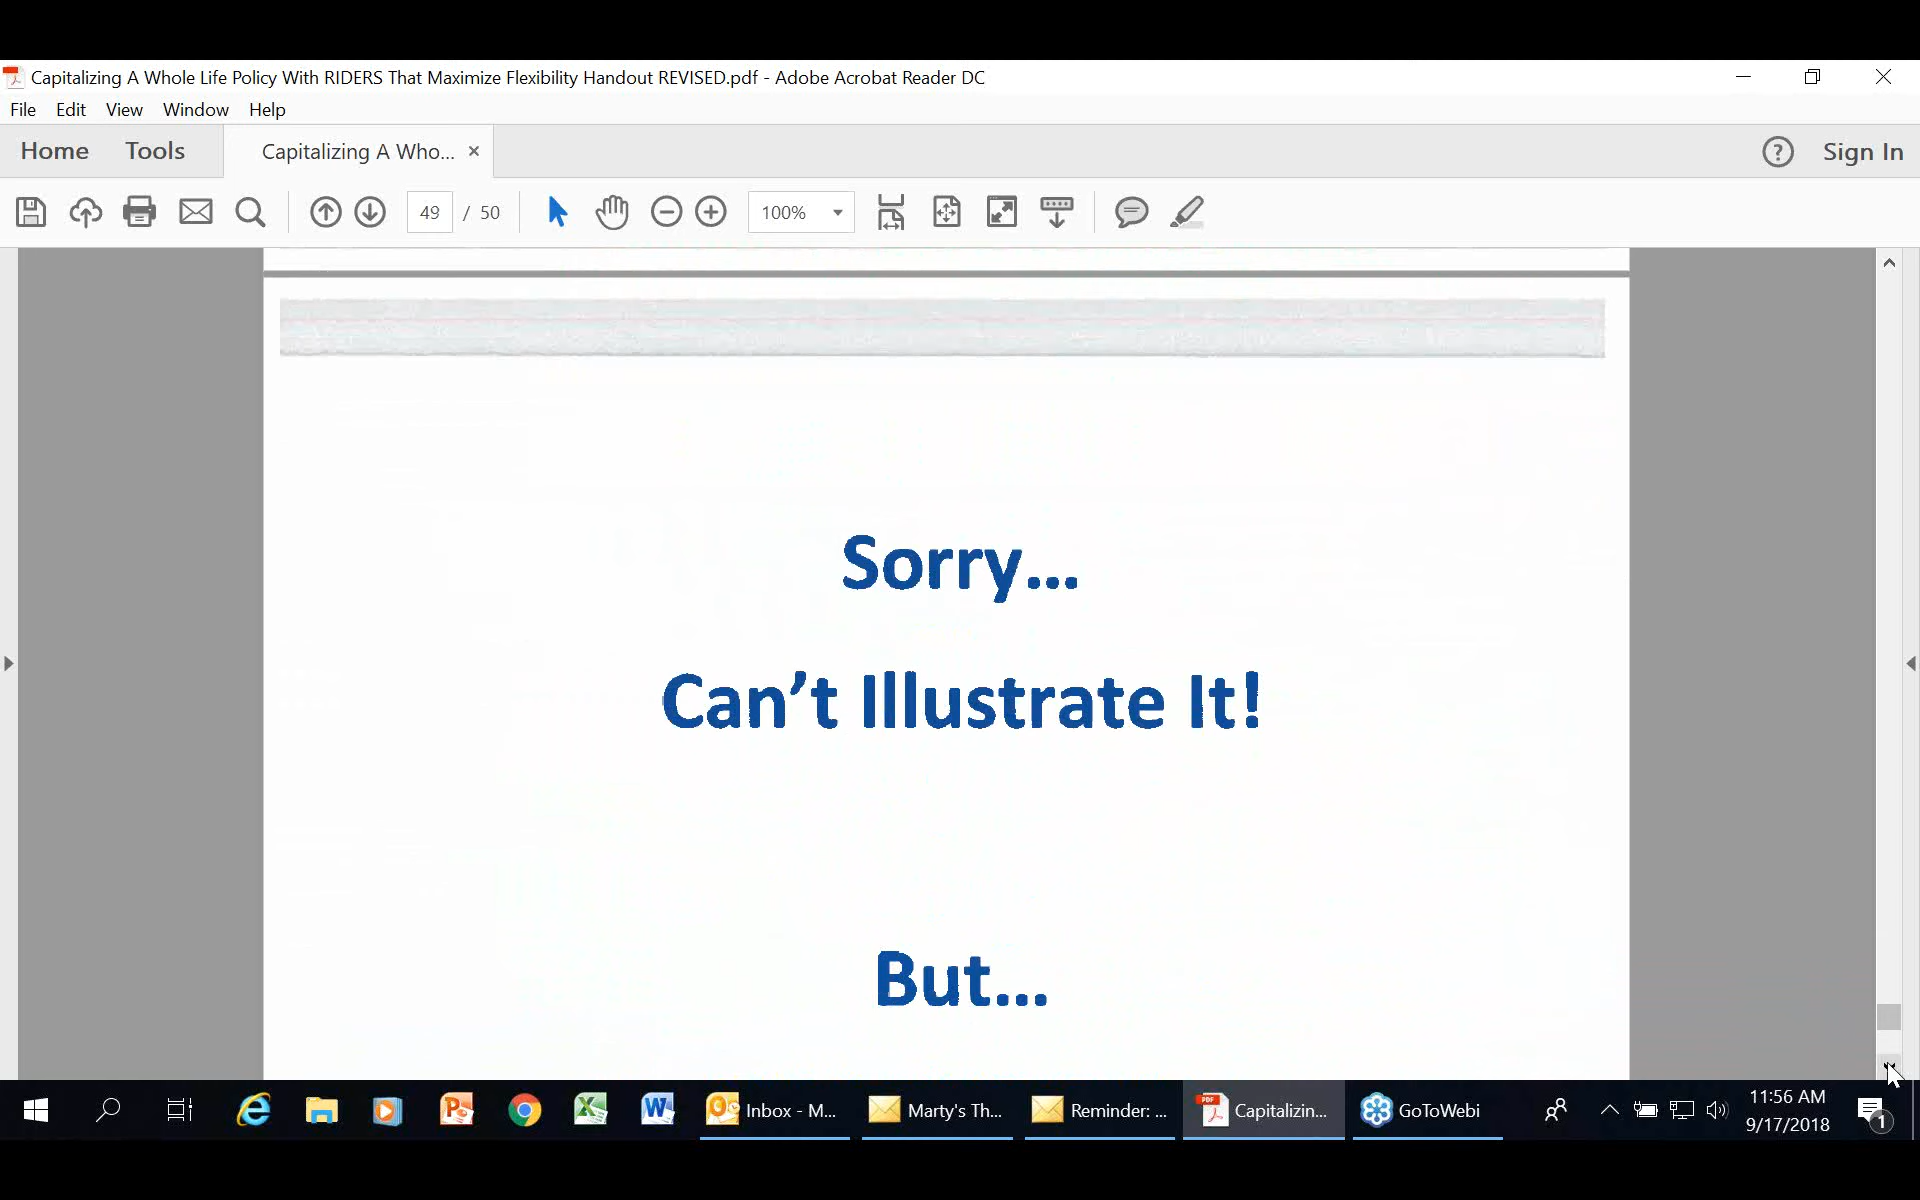 Capitalizing A Whole Life Policy With RIDERS That Maximize Flexibility Handout REVISED.pdf - Adobe Acrobat Reader DC
File Edit View Window Help
Home Tools Capitalizing A Who... × ? Sign In
49 / 50 100%
Sorry...
Can't Illustrate It!
But...
Inbox - M... Marty's Th... Reminder: ... Capitalizin... GoToWebi
11:56 AM
9/17/2018
1